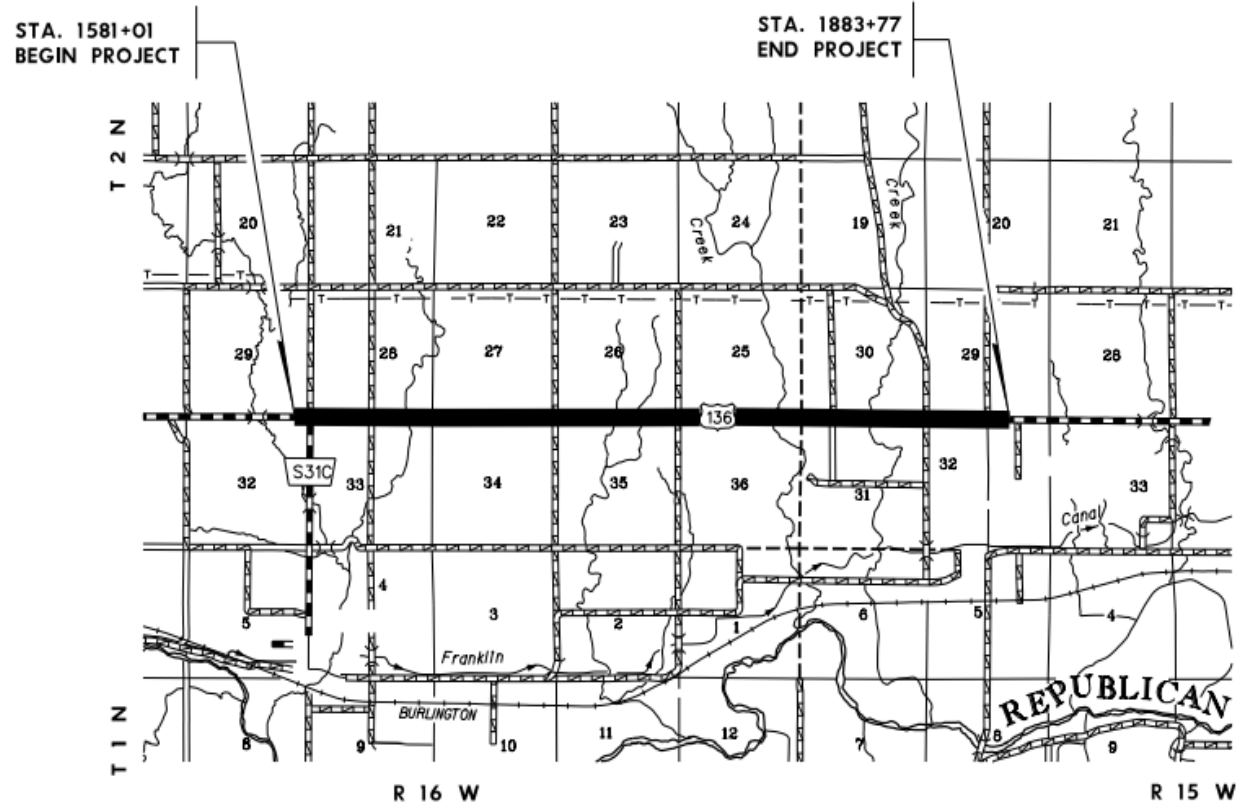 STA. 1581+01
BEGIN PROJECT
STA. 1883+77
END PROJECT
T 2 N
20 21 22 23 Creek 24 19 Creek 20 21
T T T T T T T T T T T T T T T T
29 28 27 26 25 30 29 28
136
S31C
32 33 34 35 36 31 32 33
Canal
4
5 3 2 1 6 5 4
Franklin
BURLINGTON
REPUBLICAN
T 1 N
8 9 10 11 12 7 8 9
R 16 W R 15 W